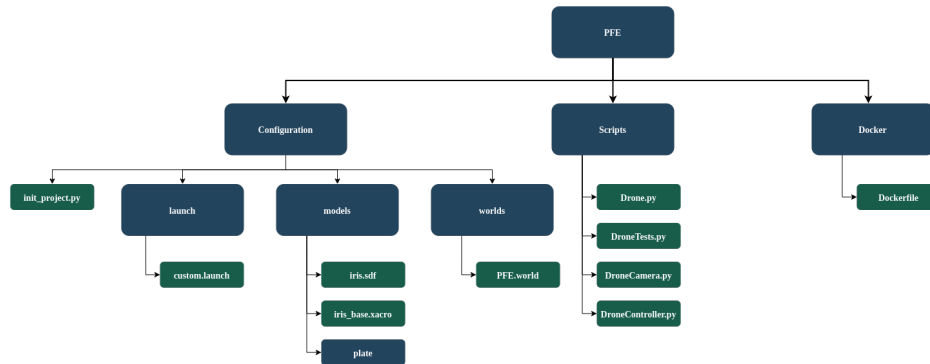 PFE
Configuration
Scripts
Docker
init_project.py
launch
models
worlds
Drone.py
Dockerfile
DroneTests.py
custom.launch
iris.sdf
PFE.world
DroneCamera.py
iris_base.xacro
DroneController.py
plate